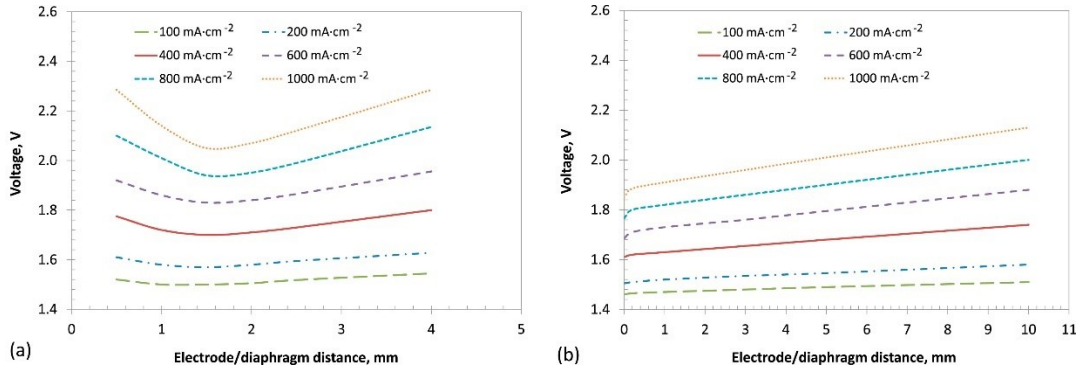 2.6
2.4
2.2
2.0
1.8
1.6
1.4
Voltage, V
100 mA·cm⁻² 200 mA·cm⁻²
400 mA·cm⁻² 600 mA·cm⁻²
800 mA·cm⁻² 1000 mA·cm⁻²
0 1 2 3 4 5
Electrode/diaphragm distance, mm
(a)
2.6
2.4
2.2
2.0
1.8
1.6
1.4
Voltage, V
100 mA·cm⁻² 200 mA·cm⁻²
400 mA·cm⁻² 600 mA·cm⁻²
800 mA·cm⁻² 1000 mA·cm⁻²
0 1 2 3 4 5 6 7 8 9 10 11
Electrode/diaphragm distance, mm
(b)